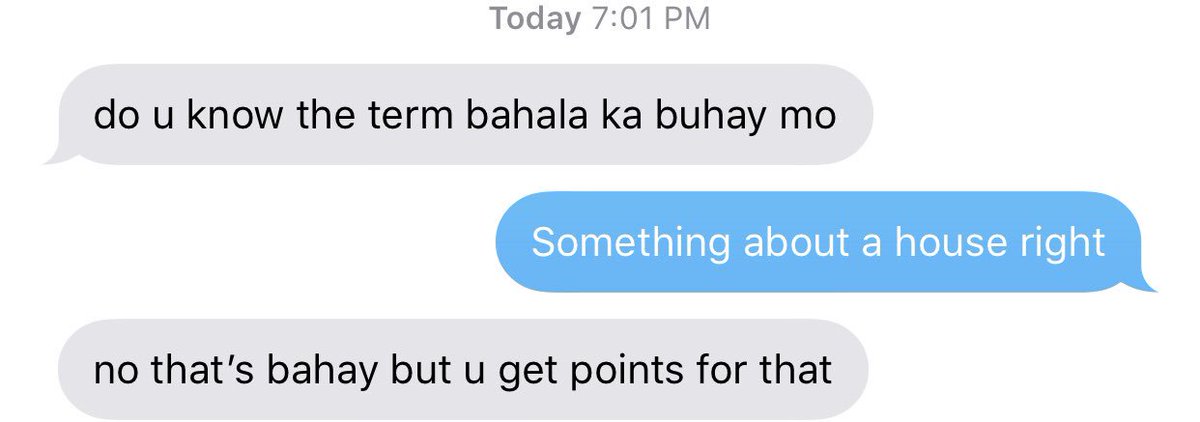 Today 7:01 PM
do u know the term bahala ka buhay mo
Something about a house right
no that’s bahay but u get points for that